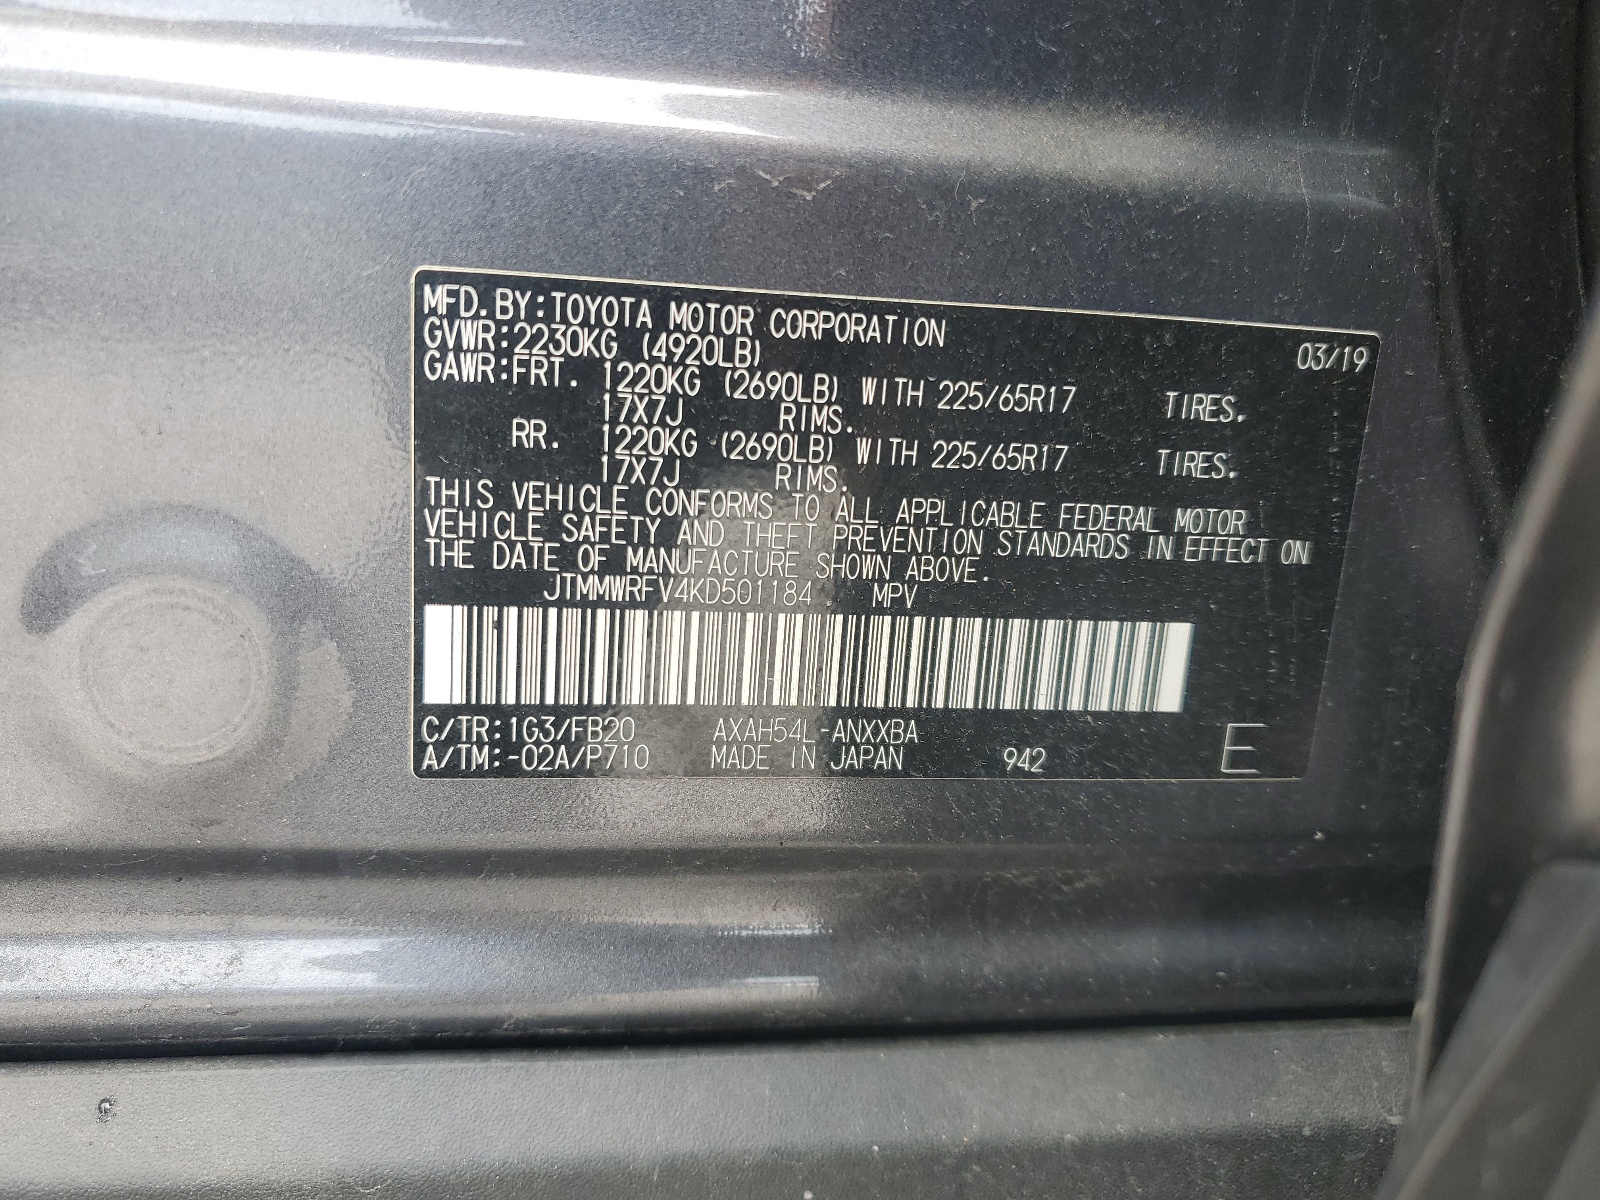 MFD. BY: TOYOTA MOTOR CORPORATION 03/19
GVWR: 2230KG (4920LB)
GAWR: FRT. 1220KG (2690LB) WITH 225/65R17 TIRES.
17X7J RIMS.
RR. 1220KG (2690LB) WITH 225/65R17 TIRES.
17X7J RIMS.
THIS VEHICLE CONFORMS TO ALL APPLICABLE FEDERAL MOTOR
VEHICLE SAFETY AND THEFT PREVENTION STANDARDS IN EFFECT ON
THE DATE OF MANUFACTURE SHOWN ABOVE.
JTMMWRFV4KD501184 MPV
C/TR: 1G3/FB20 AXAH54L-ANXXBA
A/TM: -02A/P710 MADE IN JAPAN 942 E